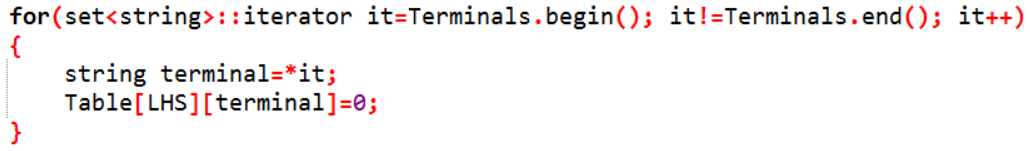 for(set<string>::iterator it=Terminals.begin(); it!=Terminals.end(); it++)
{
    string terminal=*it;
    Table[LHS][terminal]=0;
}